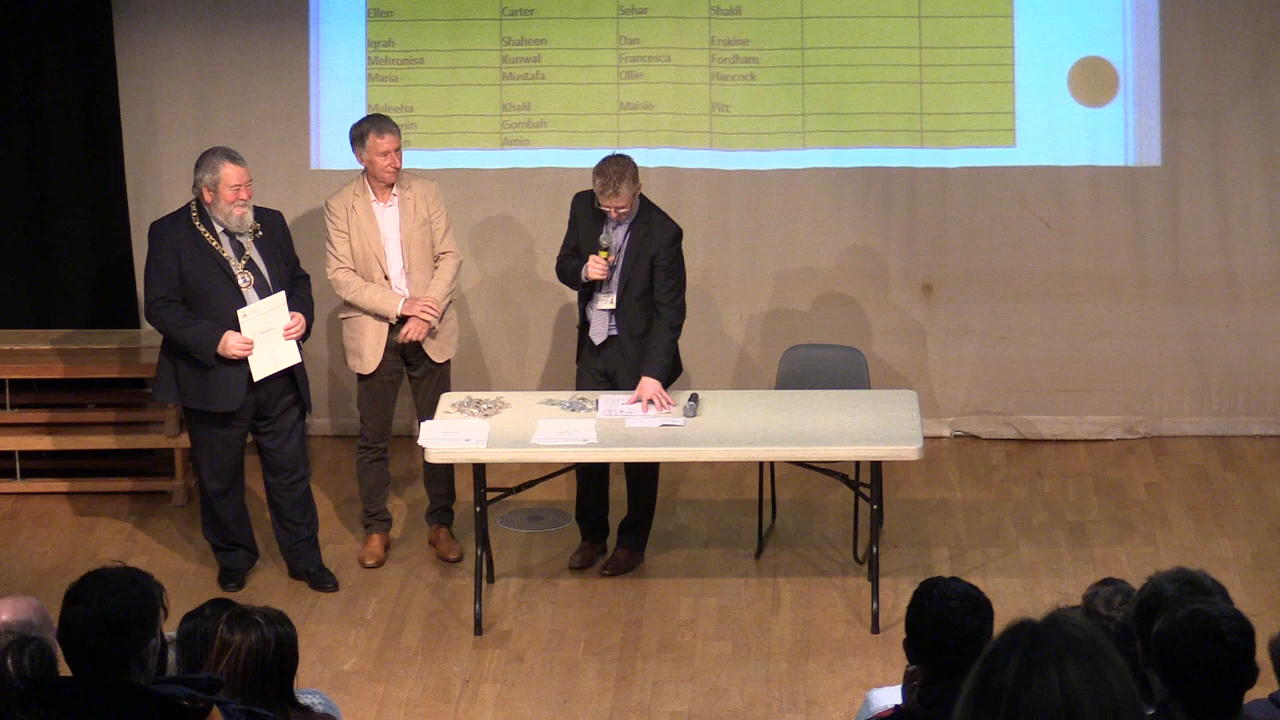 Ellen Carter Sehar Shakil
Iqrah Shaheen Dan Erskine
Mehronisa Kunwal Francesca Fordham
Maria Mustafa Ollie Hancock
Maleeha Khalil Maisie Pitt
Gombah
Amin